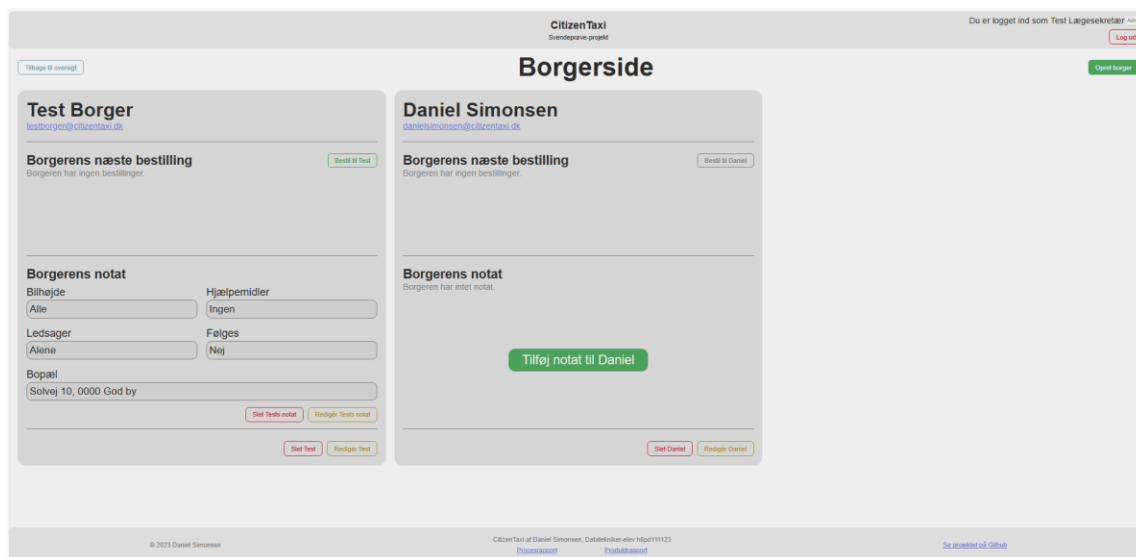 CitizenTaxi
Svendeprøve-projekt
Du er logget ind som Test Lægesekretær
Log ud
Tilbage til oversigt
Borgerside
Opret borger
Test Borger
testborger@citizentaxi.dk
Borgerens næste bestilling
Bestil til Test
Borgeren har ingen bestillinger.
Borgerens notat
Bilhøjde
Hjælpemidler
Alle
Ingen
Ledsager
Følges
Alene
Nej
Bopæl
Solvej 10, 0000 God by
Slet Tests notat
Redigér Tests notat
Slet Test
Redigér Test
Daniel Simonsen
danielsimonsen@citizentaxi.dk
Borgerens næste bestilling
Bestil til Daniel
Borgeren har ingen bestillinger.
Borgerens notat
Borgeren har intet notat.
Tilføj notat til Daniel
Slet Daniel
Redigér Daniel
© 2023 Daniel Simonsen
CitizenTaxi af Daniel Simonsen, Datatekniker-elev h6pd111123
Procesrapport
Produktrapport
Se projektet på Github